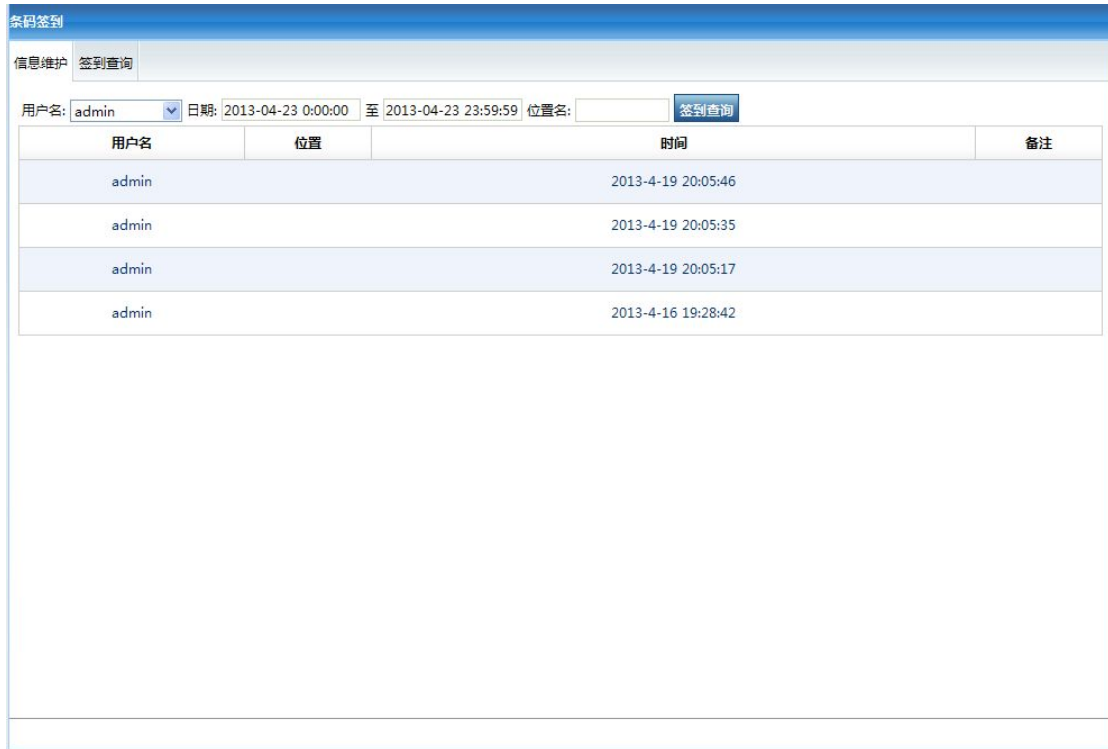 条码签到
信息维护 签到查询
用户名: admin 日期: 2013-04-23 0:00:00 至 2013-04-23 23:59:59 位置名: 签到查询
用户名 位置 时间 备注
admin 2013-4-19 20:05:46
admin 2013-4-19 20:05:35
admin 2013-4-19 20:05:17
admin 2013-4-16 19:28:42